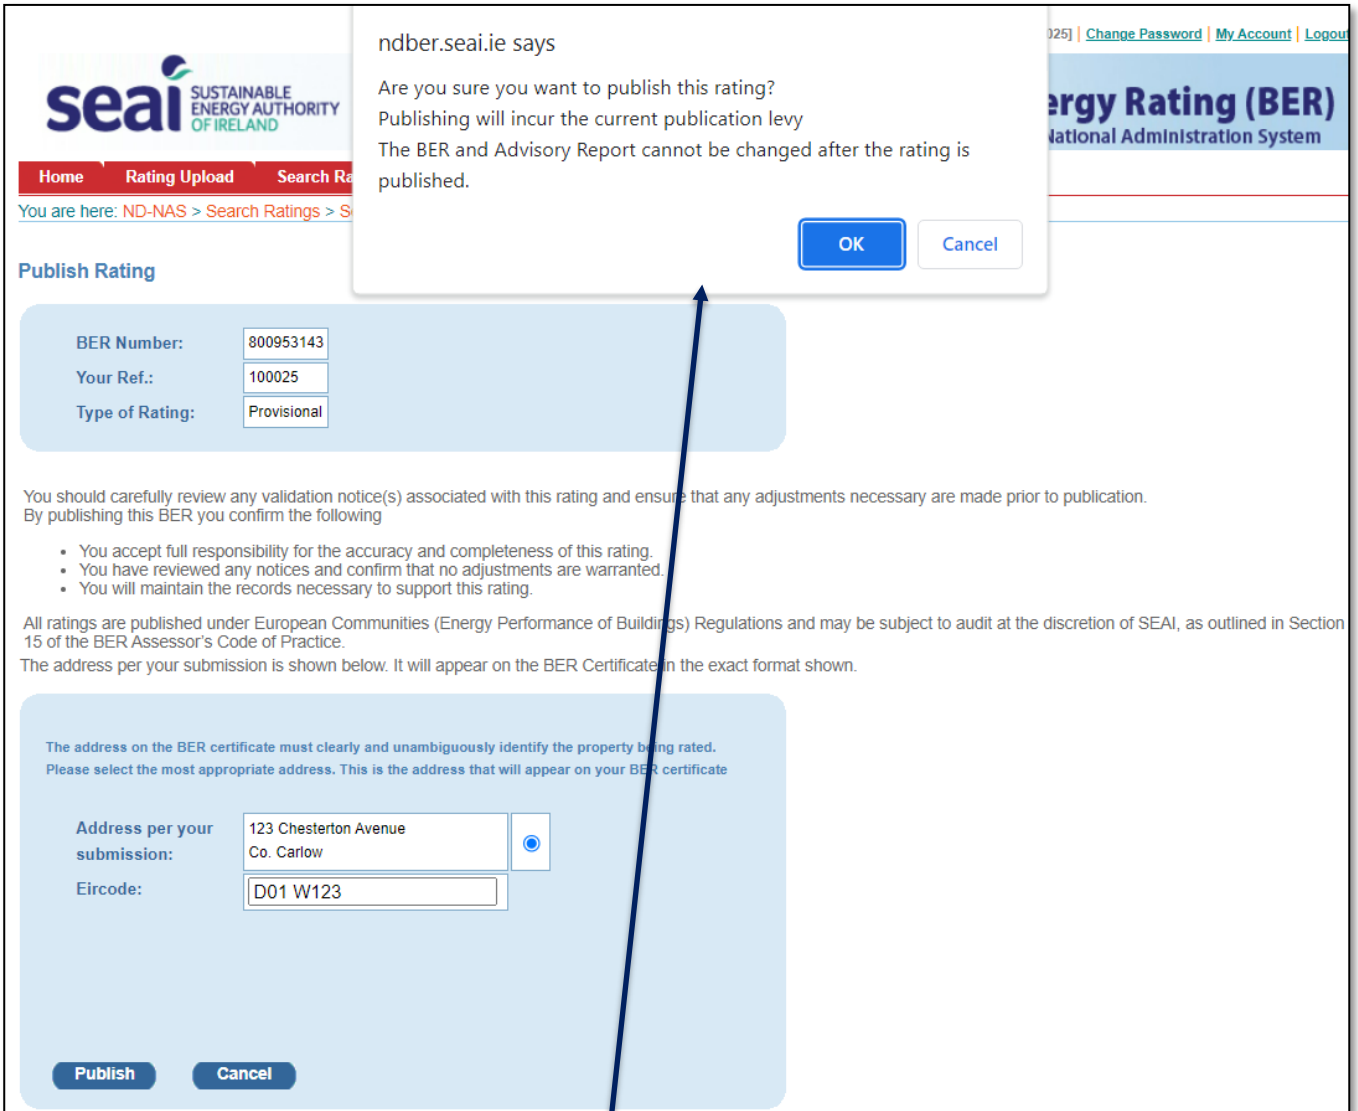 ndber.seai.ie says
Are you sure you want to publish this rating?
Publishing will incur the current publication levy
The BER and Advisory Report cannot be changed after the rating is
published.
OK
Cancel
025] | Change Password | My Account | Logout
seai SUSTAINABLE
ENERGY AUTHORITY
OF IRELAND
ergy Rating (BER)
National Administration System
Home Rating Upload Search Ra
You are here: ND-NAS > Search Ratings > S
Publish Rating
BER Number: 800953143
Your Ref.: 100025
Type of Rating: Provisional
You should carefully review any validation notice(s) associated with this rating and ensure that any adjustments necessary are made prior to publication.
By publishing this BER you confirm the following
• You accept full responsibility for the accuracy and completeness of this rating.
• You have reviewed any notices and confirm that no adjustments are warranted.
• You will maintain the records necessary to support this rating.
All ratings are published under European Communities (Energy Performance of Buildings) Regulations and may be subject to audit at the discretion of SEAI, as outlined in Section
15 of the BER Assessor's Code of Practice.
The address per your submission is shown below. It will appear on the BER Certificate in the exact format shown.
The address on the BER certificate must clearly and unambiguously identify the property being rated.
Please select the most appropriate address. This is the address that will appear on your BER certificate
Address per your
submission:
123 Chesterton Avenue
Co. Carlow
Eircode: D01 W123
Publish Cancel